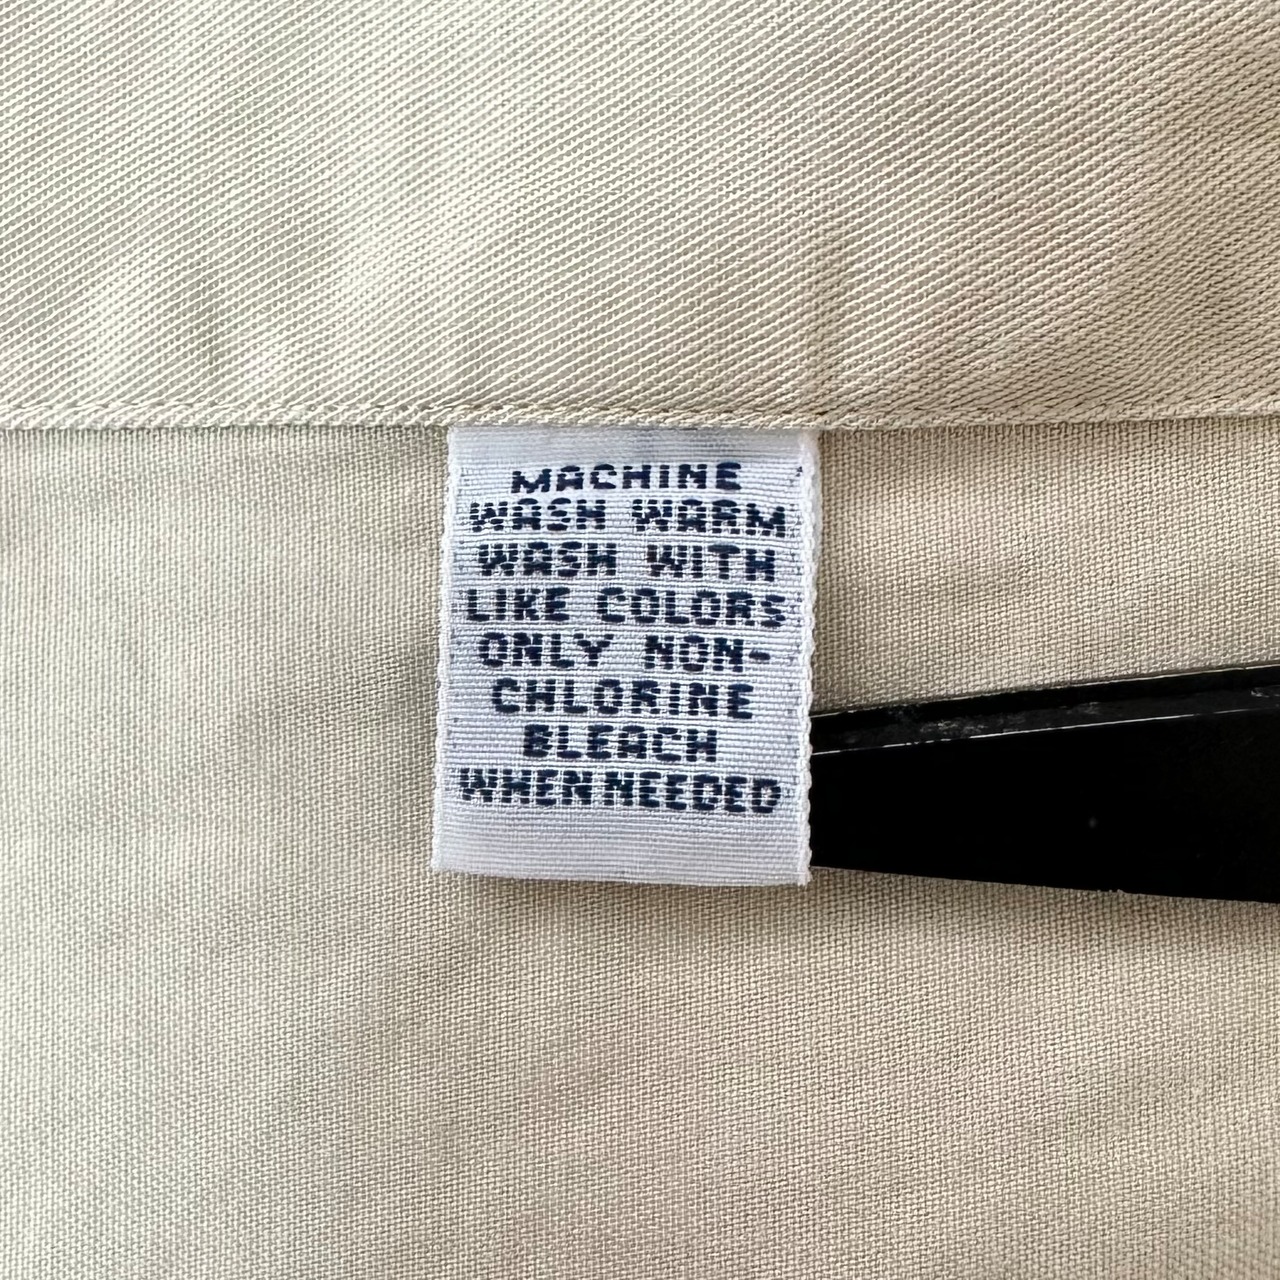 MACHINE
WASH WARM
WASH WITH
LIKE COLORS
ONLY NON-
CHLORINE
BLEACH
WHEN NEEDED